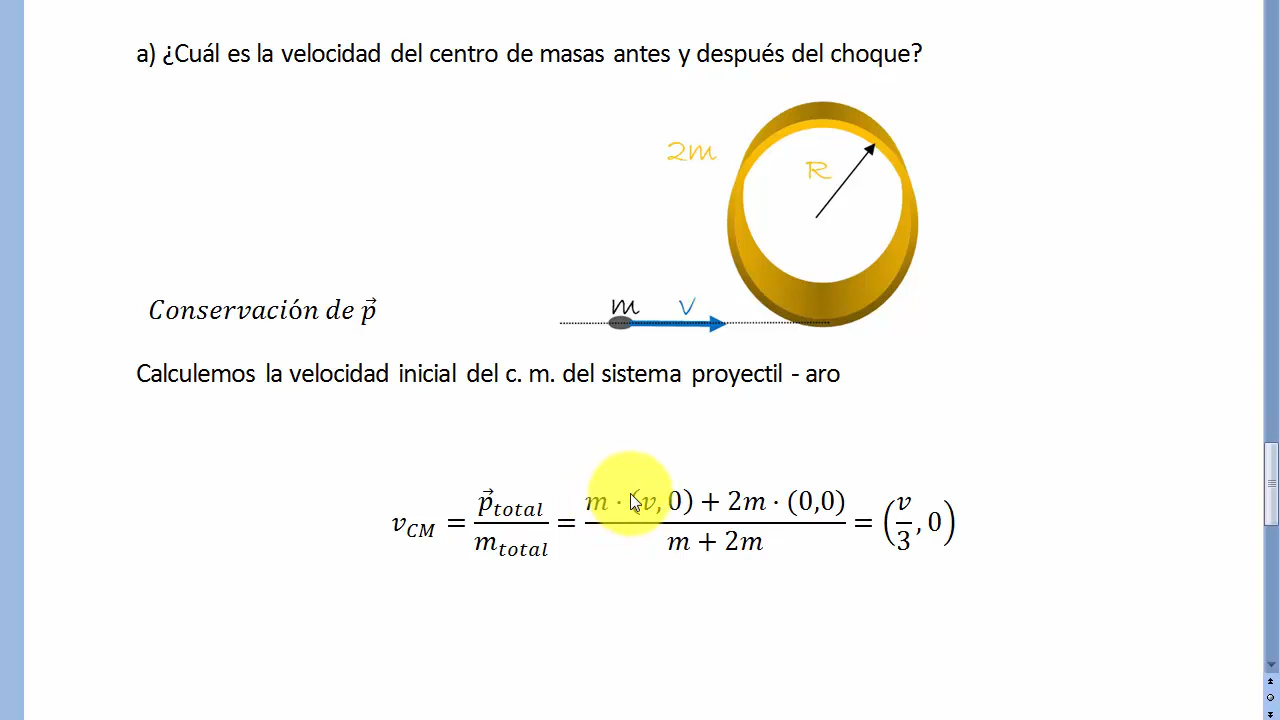 a) ¿Cuál es la velocidad del centro de masas antes y después del choque?
2m
R
m v
Conservación de p⃗
Calculemos la velocidad inicial del c. m. del sistema proyectil - aro
v_CM = p⃗_total / m_total = (m · (v, 0) + 2m · (0,0)) / (m + 2m) = (v/3, 0)